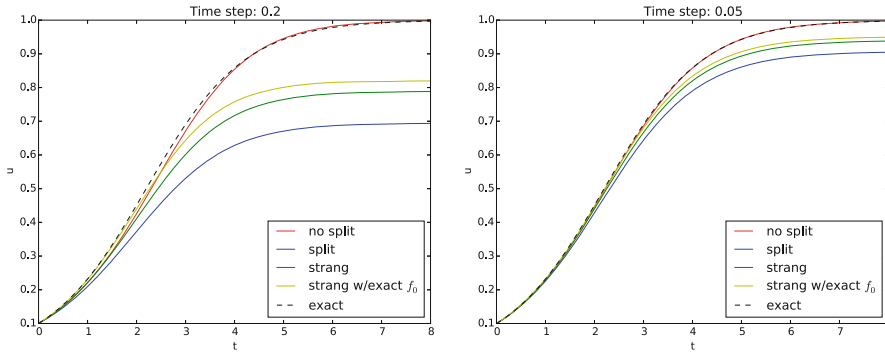 Time step: 0.2
1.0
0.9
0.8
0.7
0.6
0.5
0.4
0.3
0.2
0.1
u
0 1 2 3 4 5 6 7 8
t
no split
split
strang
strang w/exact f₀
exact
Time step: 0.05
1.0
0.9
0.8
0.7
0.6
0.5
0.4
0.3
0.2
0.1
u
0 1 2 3 4 5 6 7
t
no split
split
strang
strang w/exact f₀
exact